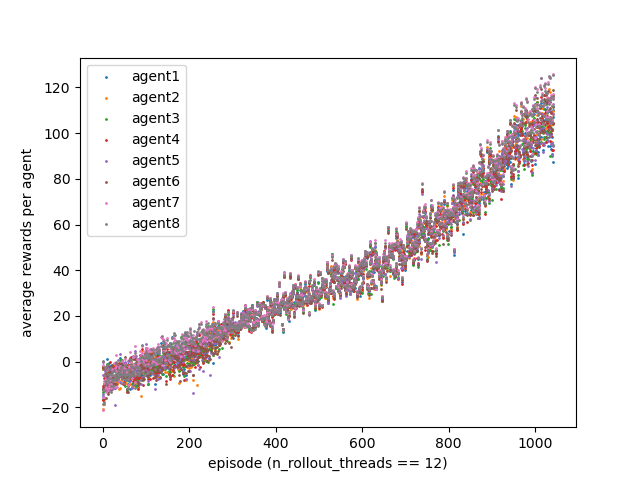 agent1
agent2
agent3
agent4
agent5
agent6
agent7
agent8
120
100
80
60
40
20
0
−20
average rewards per agent
0 200 400 600 800 1000
episode (n_rollout_threads == 12)